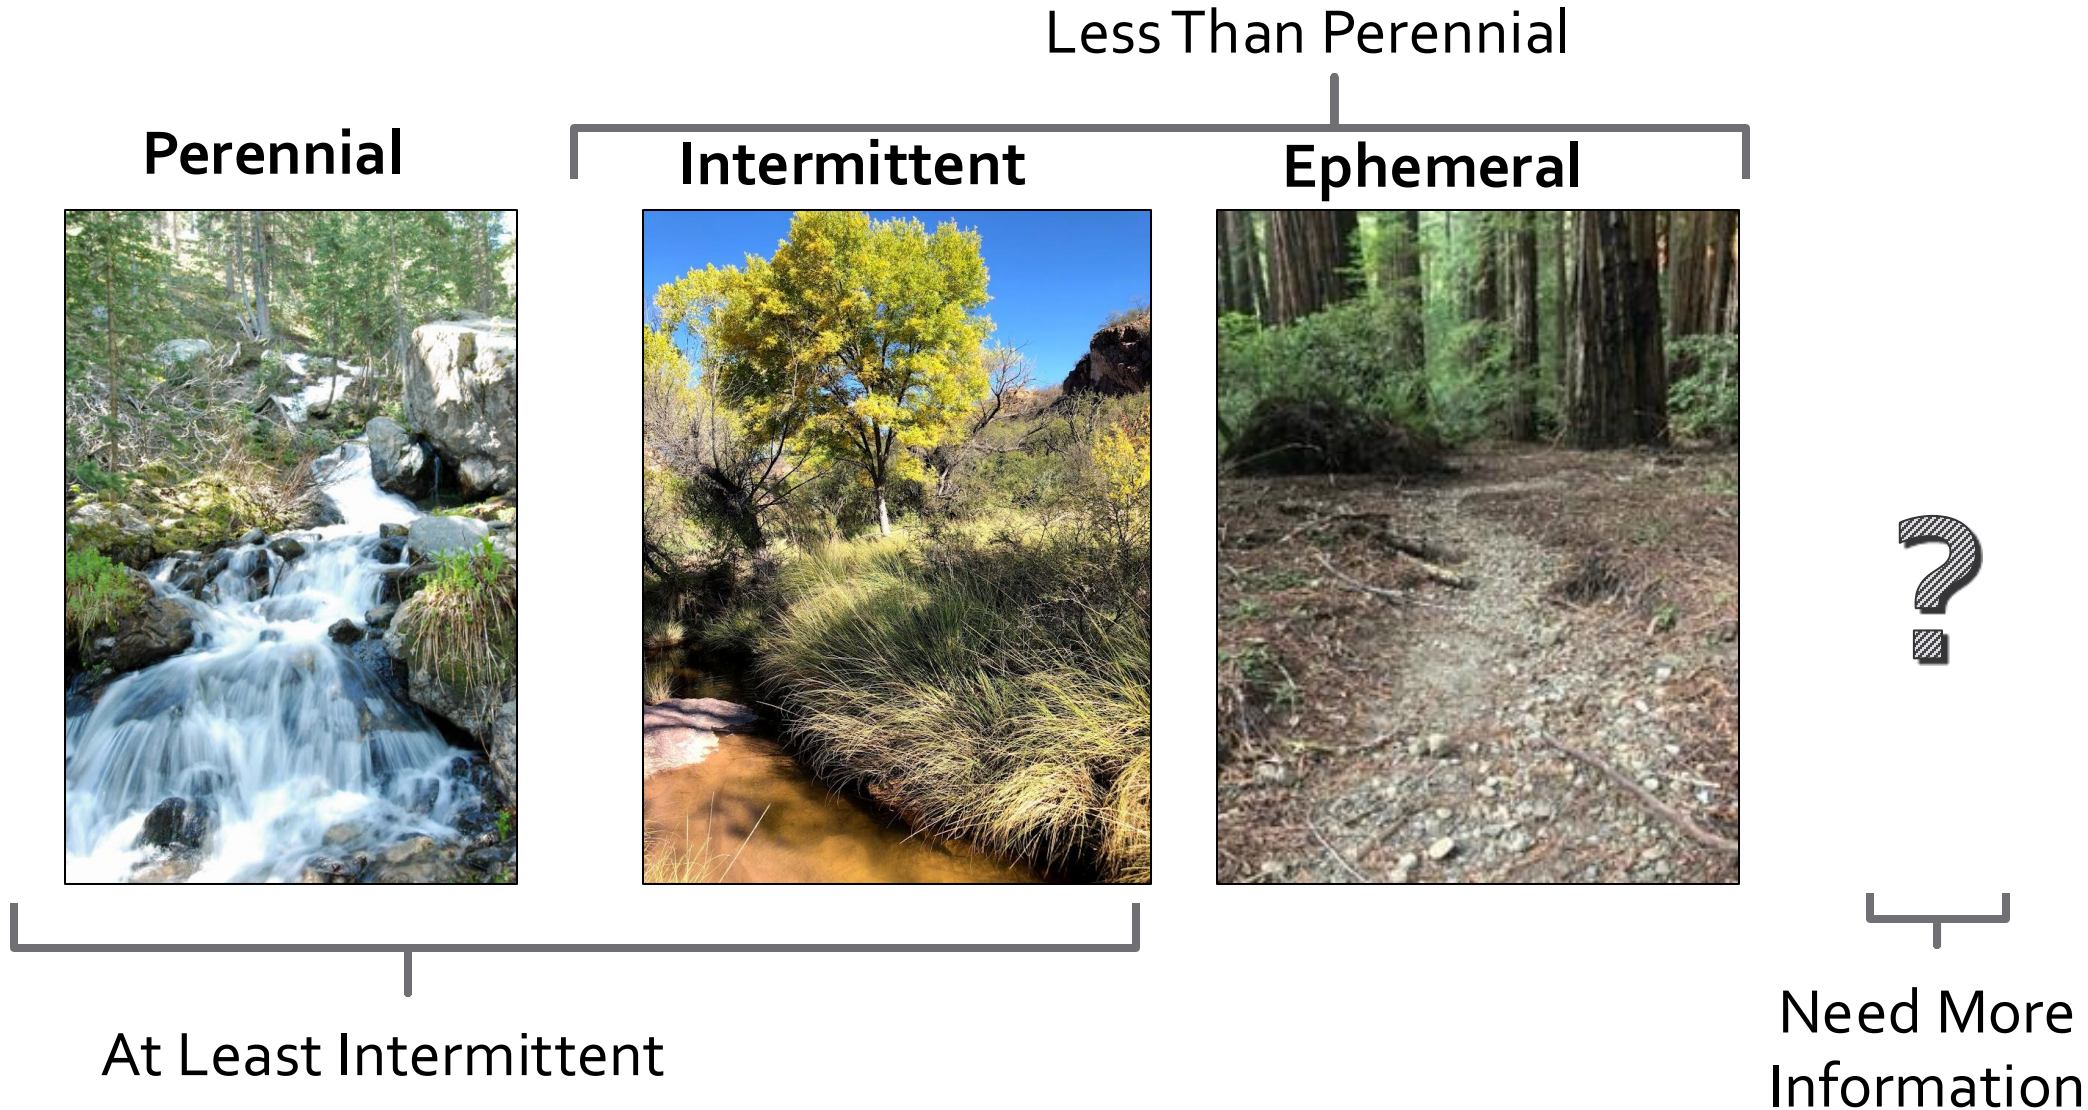 Less Than Perennial
Perennial
Intermittent
Ephemeral
?
At Least Intermittent
Need More
Information